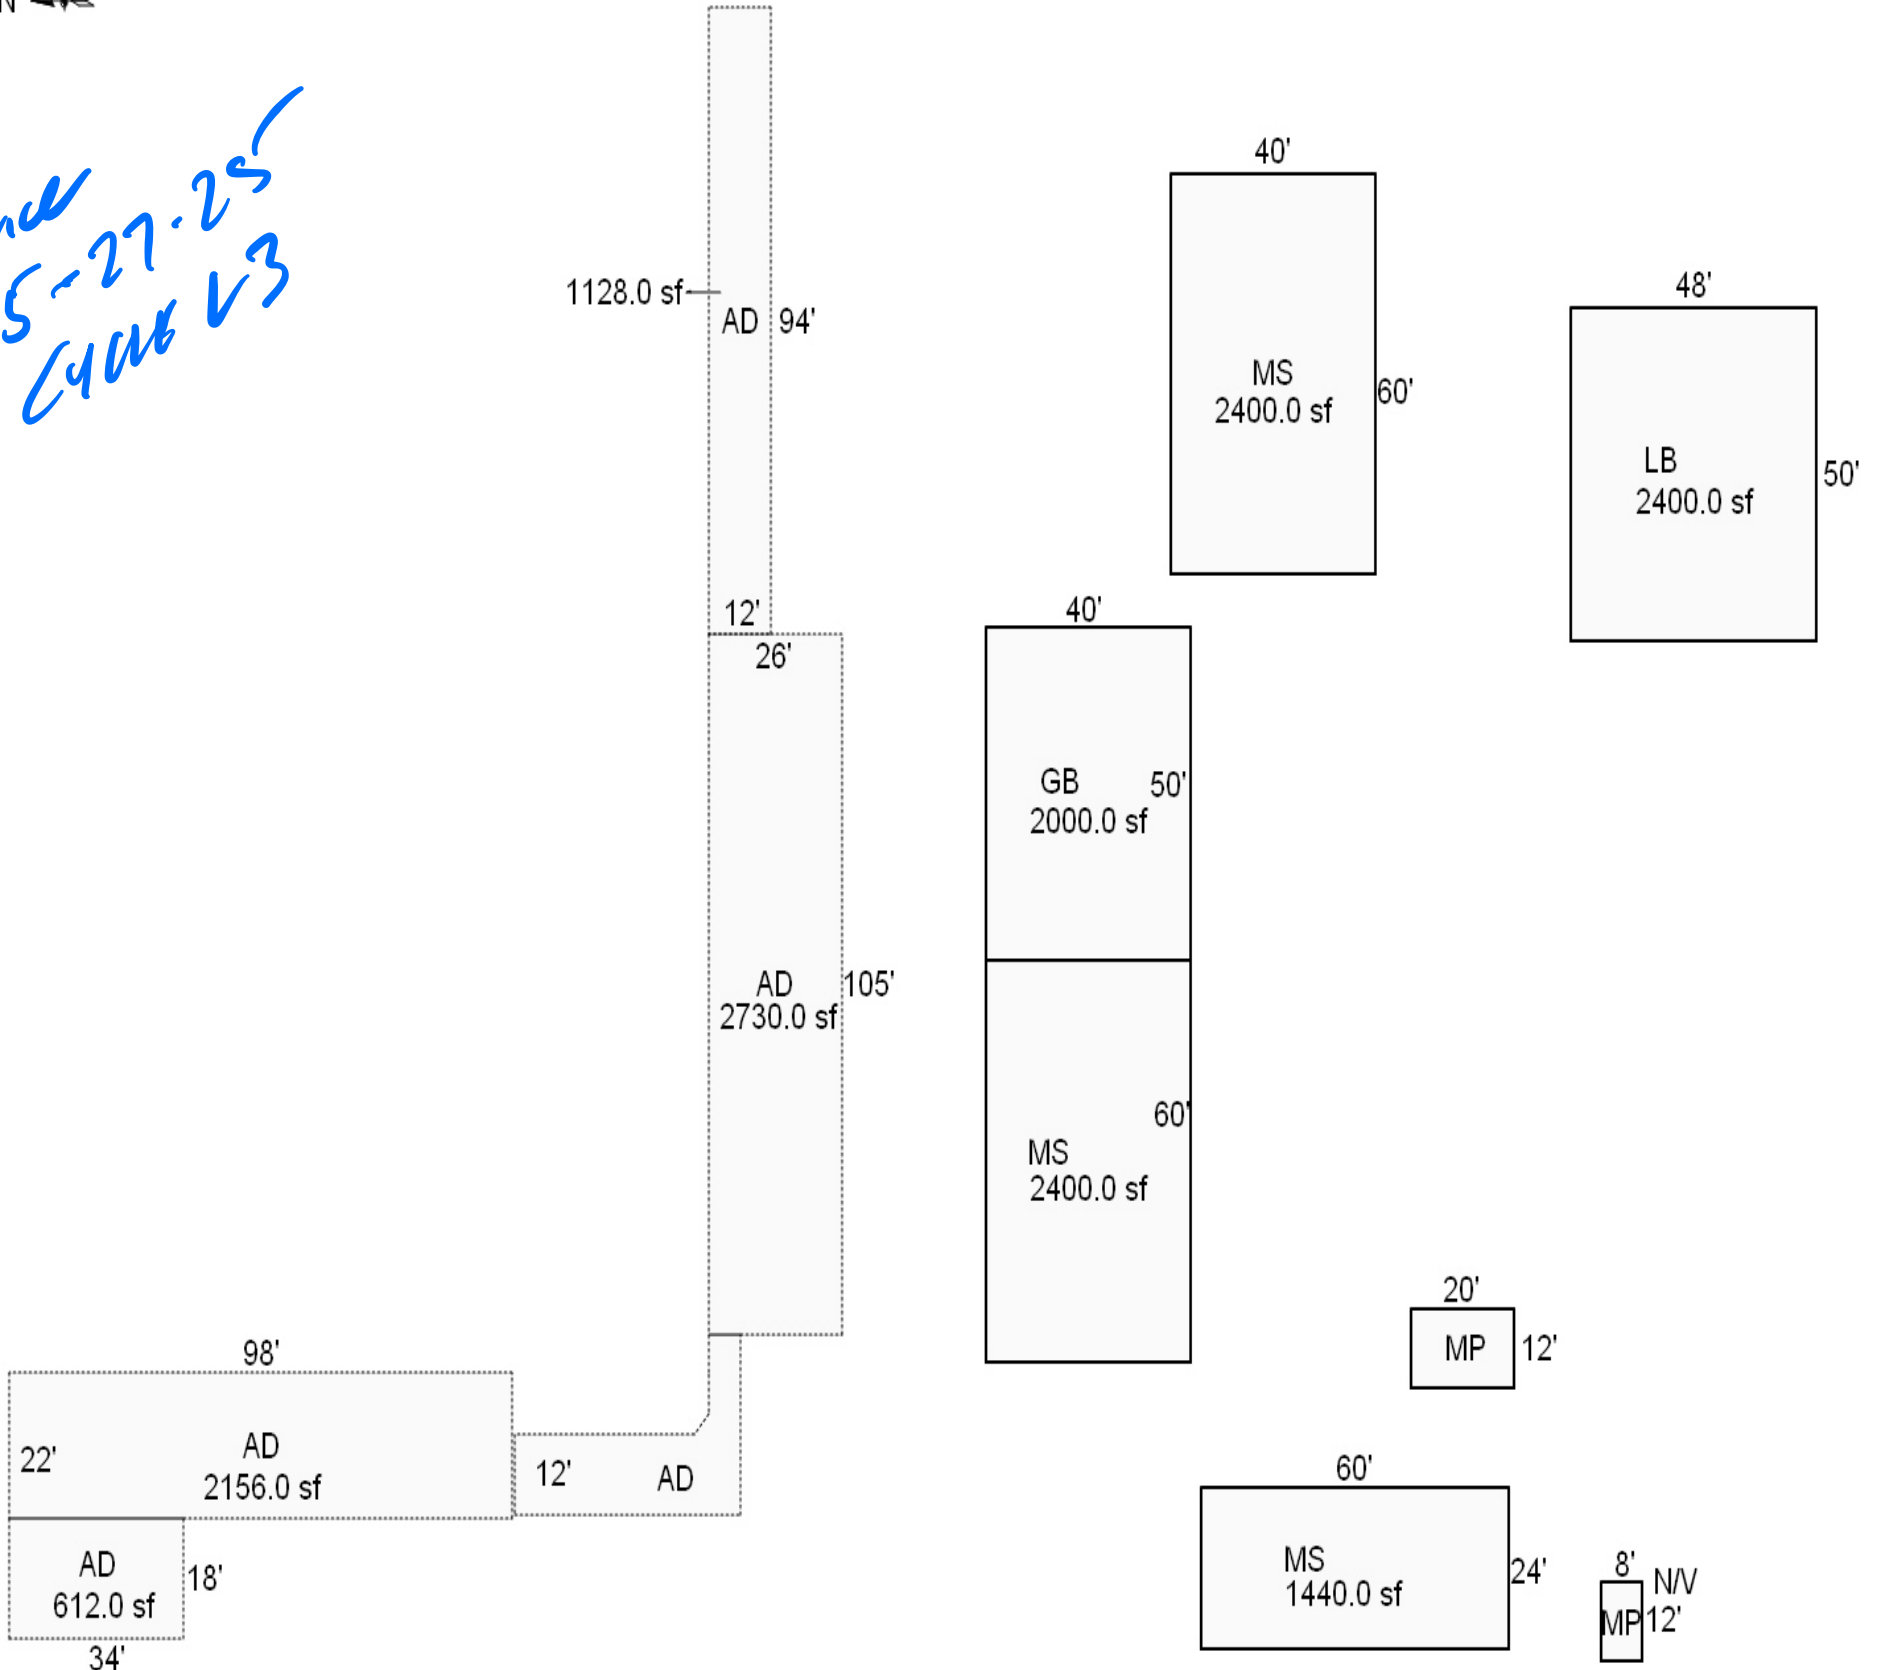 N
5-27-25
V3
1128.0 sf
AD 94'
12'
26'
AD
2730.0 sf
105'
98'
22'
AD
2156.0 sf
12' AD
AD
612.0 sf
18'
34'
40'
MS
2400.0 sf
60'
48'
LB
2400.0 sf
50'
40'
GB
2000.0 sf
50'
MS
2400.0 sf
60'
20'
MP 12'
60'
MS
1440.0 sf
24'
8'
N/V
MP 12'